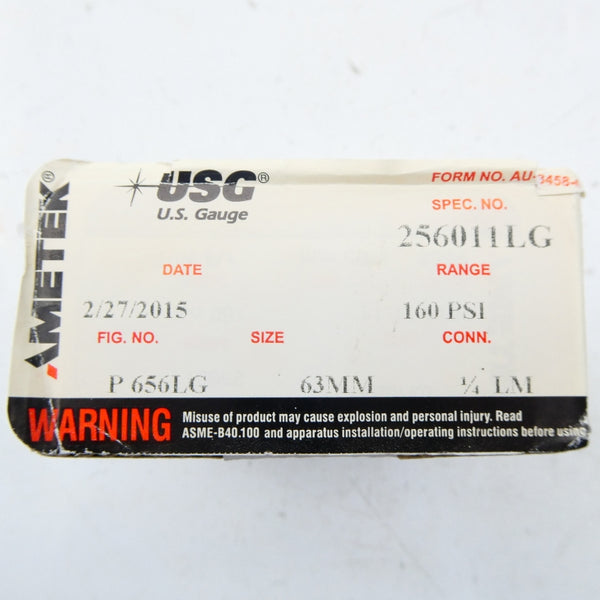 AMETEK®
USG®
U.S. Gauge
FORM NO. AU-3458-
SPEC. NO.
256011LG
DATE RANGE
2/27/2015 160 PSI
FIG. NO. SIZE CONN.
P 656LG 63MM ¼ LM
WARNING
Misuse of product may cause explosion and personal injury. Read
ASME-B40.100 and apparatus installation/operating instructions before using